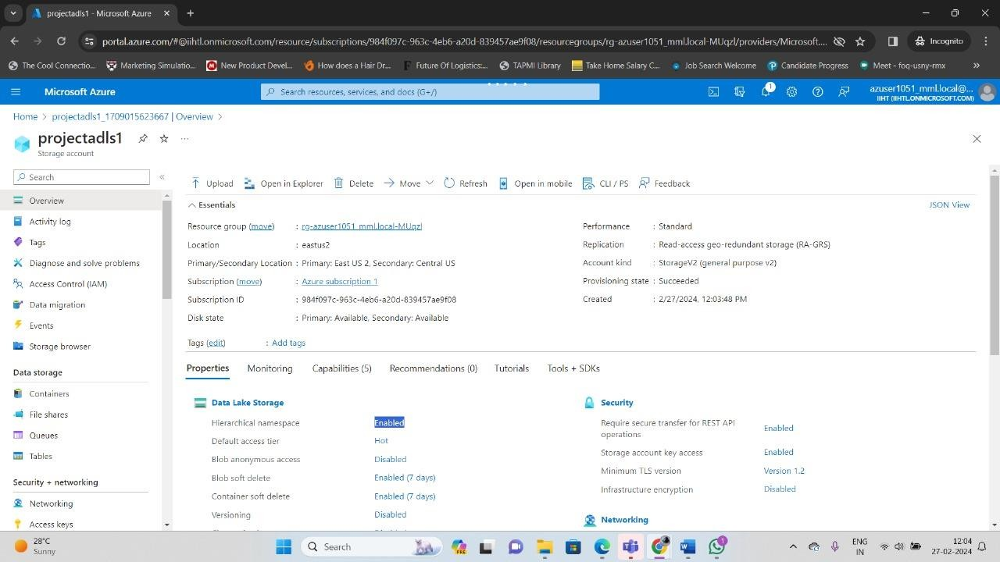 projectadls1 - Microsoft Azure
portal.azure.com/#@iihtl.onmicrosoft.com/resource/subscriptions/984f097c-963c-4eb6-a20d-839457ae9f08/resourcegroups/rg-azuser1051_mml.local-MUqzl/providers/Microsoft....
Incognito
The Cool Connectio...
Marketing Simulatio...
New Product Devel...
How does a Hair Dr...
Future Of Logistics:...
TAPMI Library
Take Home Salary C...
Job Search Welcome
Candidate Progress
Meet - foq-usny-rmx
Microsoft Azure
Search resources, services, and docs (G+/)
1
azuser1051_mml.local@...
IIHT (IIHTL.ONMICROSOFT.COM)
Home > projectadls1_1709015623667 | Overview >
projectadls1
Storage account
Search
Overview
Activity log
Tags
Diagnose and solve problems
Access Control (IAM)
Data migration
Events
Storage browser
Data storage
Containers
File shares
Queues
Tables
Security + networking
Networking
Access keys
Upload Open in Explorer Delete Move Refresh Open in mobile CLI / PS Feedback
Essentials
JSON View
Resource group (move) : rg-azuser1051_mml.local-MUqzl
Location : eastus2
Primary/Secondary Location : Primary: East US 2, Secondary: Central US
Subscription (move) : Azure subscription 1
Subscription ID : 984f097c-963c-4eb6-a20d-839457ae9f08
Disk state : Primary: Available, Secondary: Available
Performance : Standard
Replication : Read-access geo-redundant storage (RA-GRS)
Account kind : StorageV2 (general purpose v2)
Provisioning state : Succeeded
Created : 2/27/2024, 12:03:48 PM
Tags (edit) : Add tags
Properties Monitoring Capabilities (5) Recommendations (0) Tutorials Tools + SDKs
Data Lake Storage
Hierarchical namespace Enabled
Default access tier Hot
Blob anonymous access Disabled
Blob soft delete Enabled (7 days)
Container soft delete Enabled (7 days)
Versioning Disabled
Security
Require secure transfer for REST API
operations Enabled
Storage account key access Enabled
Minimum TLS version Version 1.2
Infrastructure encryption Disabled
Networking
28°C
Sunny
Search
PRE
1
ENG
IN
12:04
27-02-2024